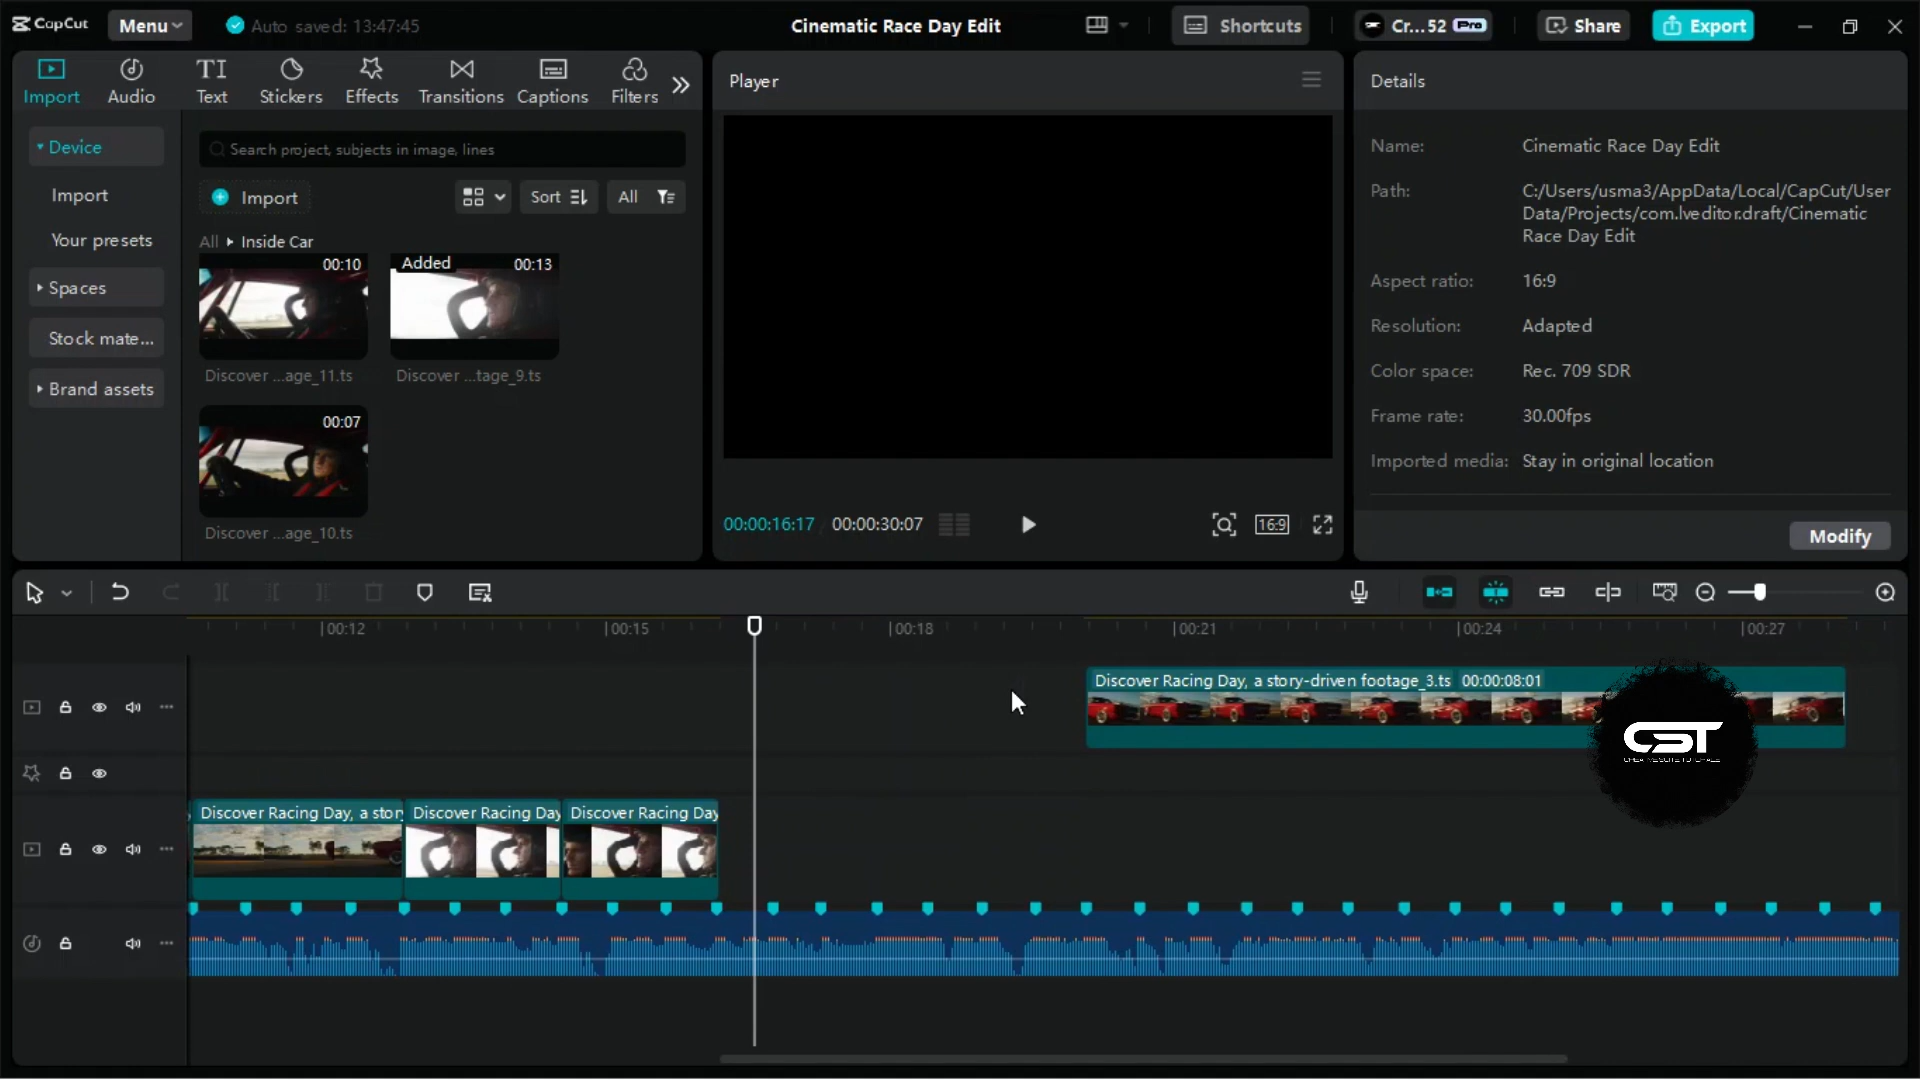 CapCut
Menu
Auto saved: 13:47:45
Cinematic Race Day Edit
Shortcuts
Cr...52 Pro
Share
Export
Import
Audio
Text
Stickers
Effects
Transitions
Captions
Filters
Player
Details
Device
Import
Your presets
Spaces
Stock mate...
Brand assets
Search project, subjects in image, lines
Import
Sort
All
All
Inside Car
00:10
Added
00:13
Discover ...age_11.ts
Discover ...tage_9.ts
00:07
Discover ...age_10.ts
00:00:16:17
00:00:30:07
16:9
Name:
Cinematic Race Day Edit
Path:
C:/Users/usma3/AppData/Local/CapCut/User
Data/Projects/com.lveditor.draft/Cinematic
Race Day Edit
Aspect ratio:
16:9
Resolution:
Adapted
Color space:
Rec. 709 SDR
Frame rate:
30.00fps
Imported media:
Stay in original location
Modify
00:12
00:15
00:18
00:21
00:24
00:27
Discover Racing Day, a story-driven footage_3.ts 00:00:08:01
CST
Discover Racing Day, a story
Discover Racing Day
Discover Racing Day